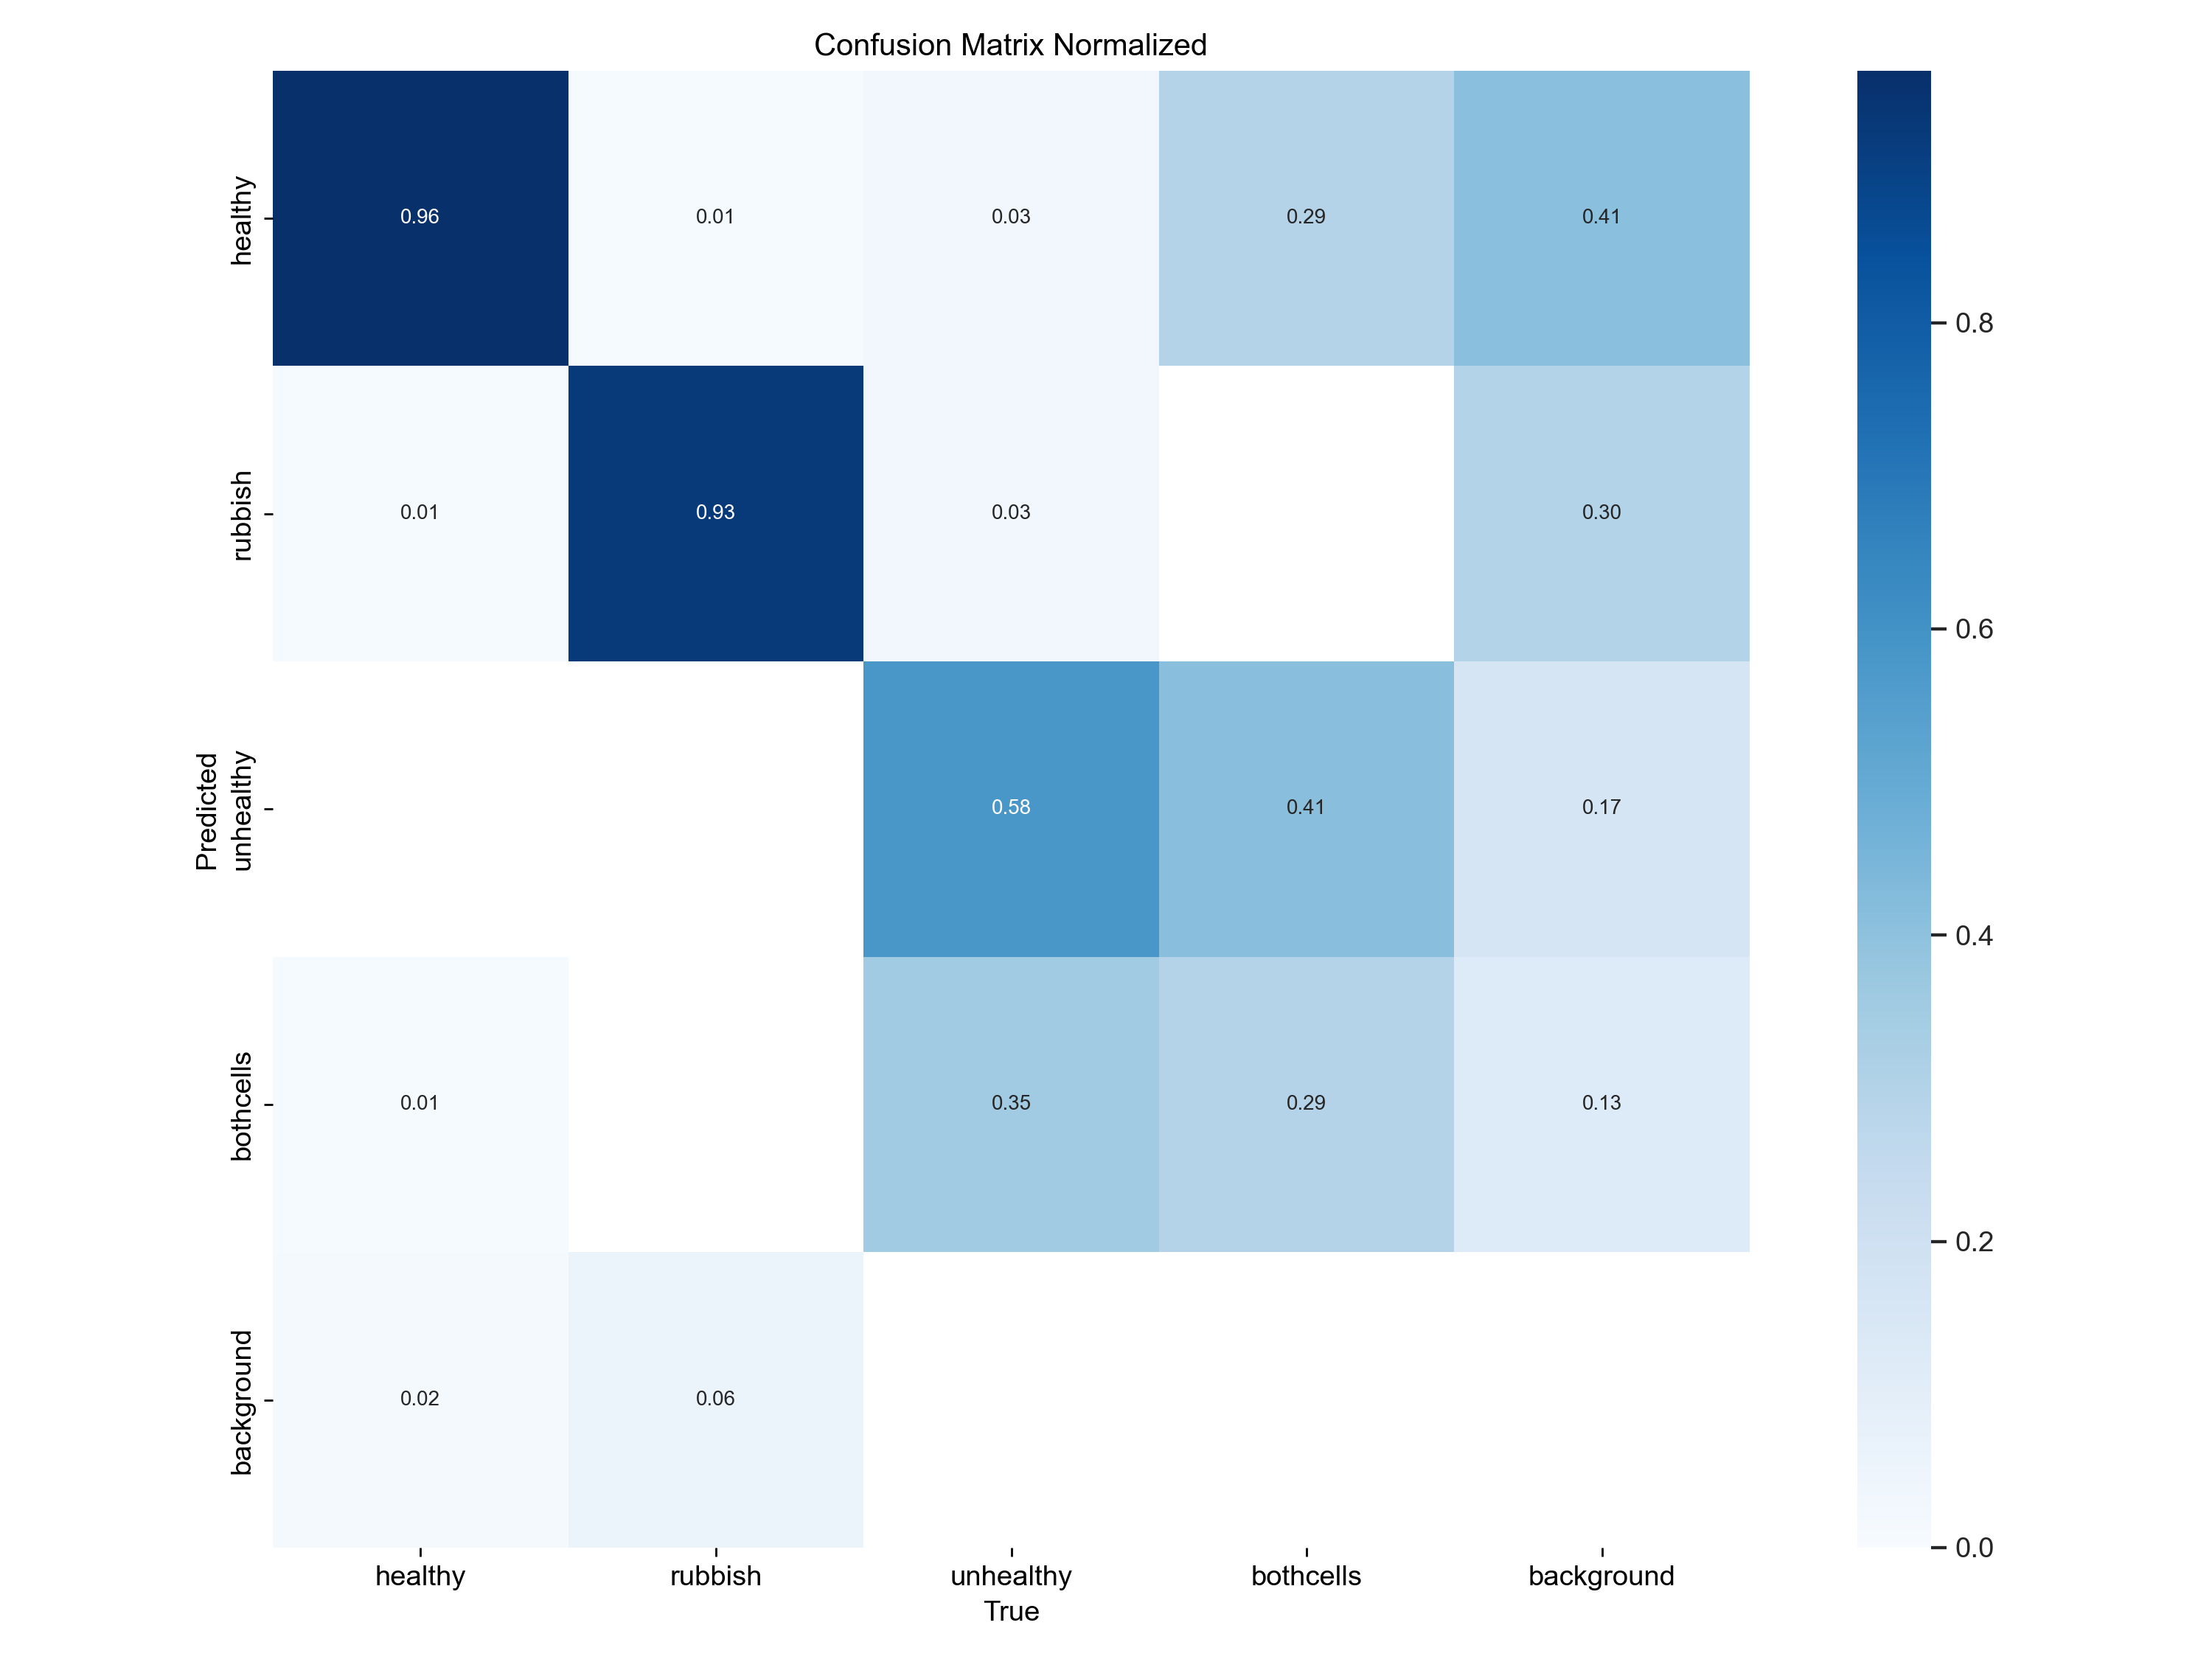 Confusion Matrix Normalized
healthy
0.96
0.01
0.03
0.29
0.41
0.8
rubbish
0.01
0.93
0.03
0.30
0.6
Predicted
unhealthy
0.58
0.41
0.17
0.4
bothcells
0.01
0.35
0.29
0.13
0.2
background
0.02
0.06
0.0
healthy
rubbish
unhealthy
bothcells
background
True